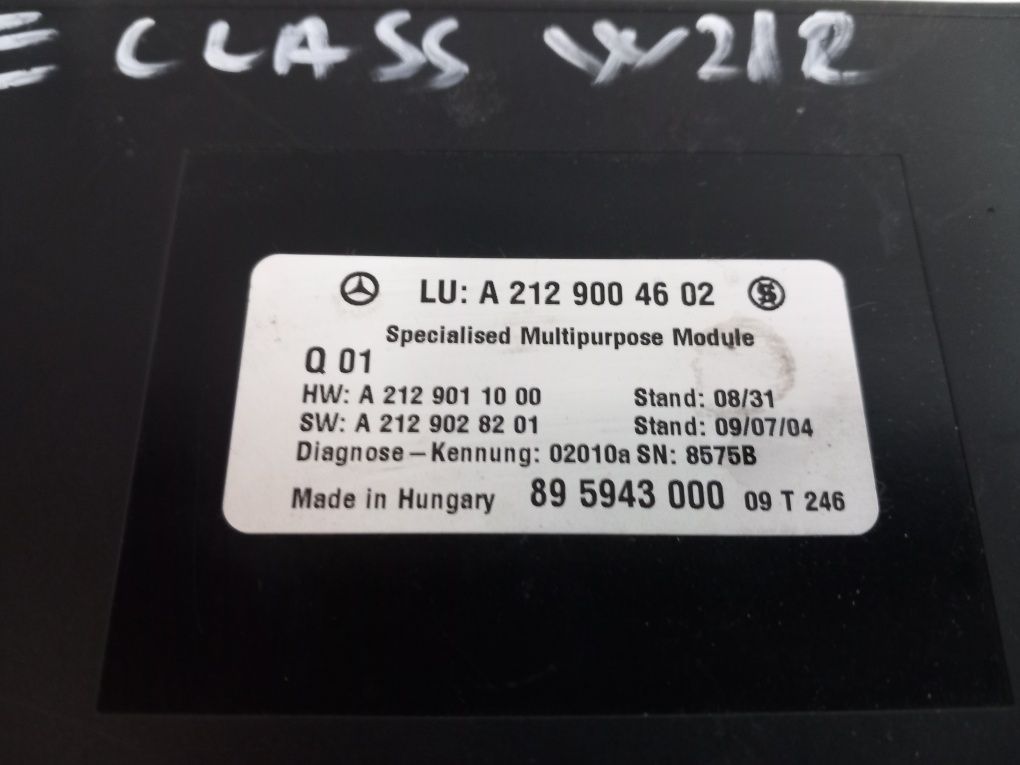 E CLASS W212
LU: A 212 900 46 02
Specialised Multipurpose Module
Q 01
HW: A 212 901 10 00 Stand: 08/31
SW: A 212 902 82 01 Stand: 09/07/04
Diagnose-Kennung: 02010a SN: 8575B
Made in Hungary 89 5943 000 09 T 246